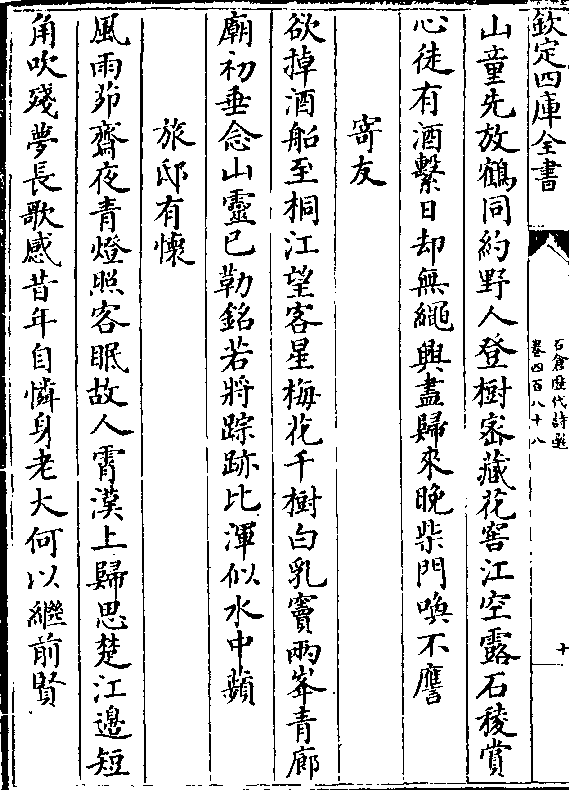 欽定四庫全書
石倉歷代詩選
卷四百八十八
十
山童先放鶴同約野人登樹密藏花窖江空露石稜賞
心徒有酒繫日却無繩興盡歸來晚柴門喚不譍
寄友
欲掉酒船至桐江望客星梅花千樹白乳竇兩峯青廊
廟初垂念山靈已勒銘若將踪跡比渾似水中蘋
旅邸有懷
風雨茆齋夜青燈照客眠故人霄漢上歸思楚江邊短
角吹殘夢長歌感昔年自憐身老大何以繼前賢